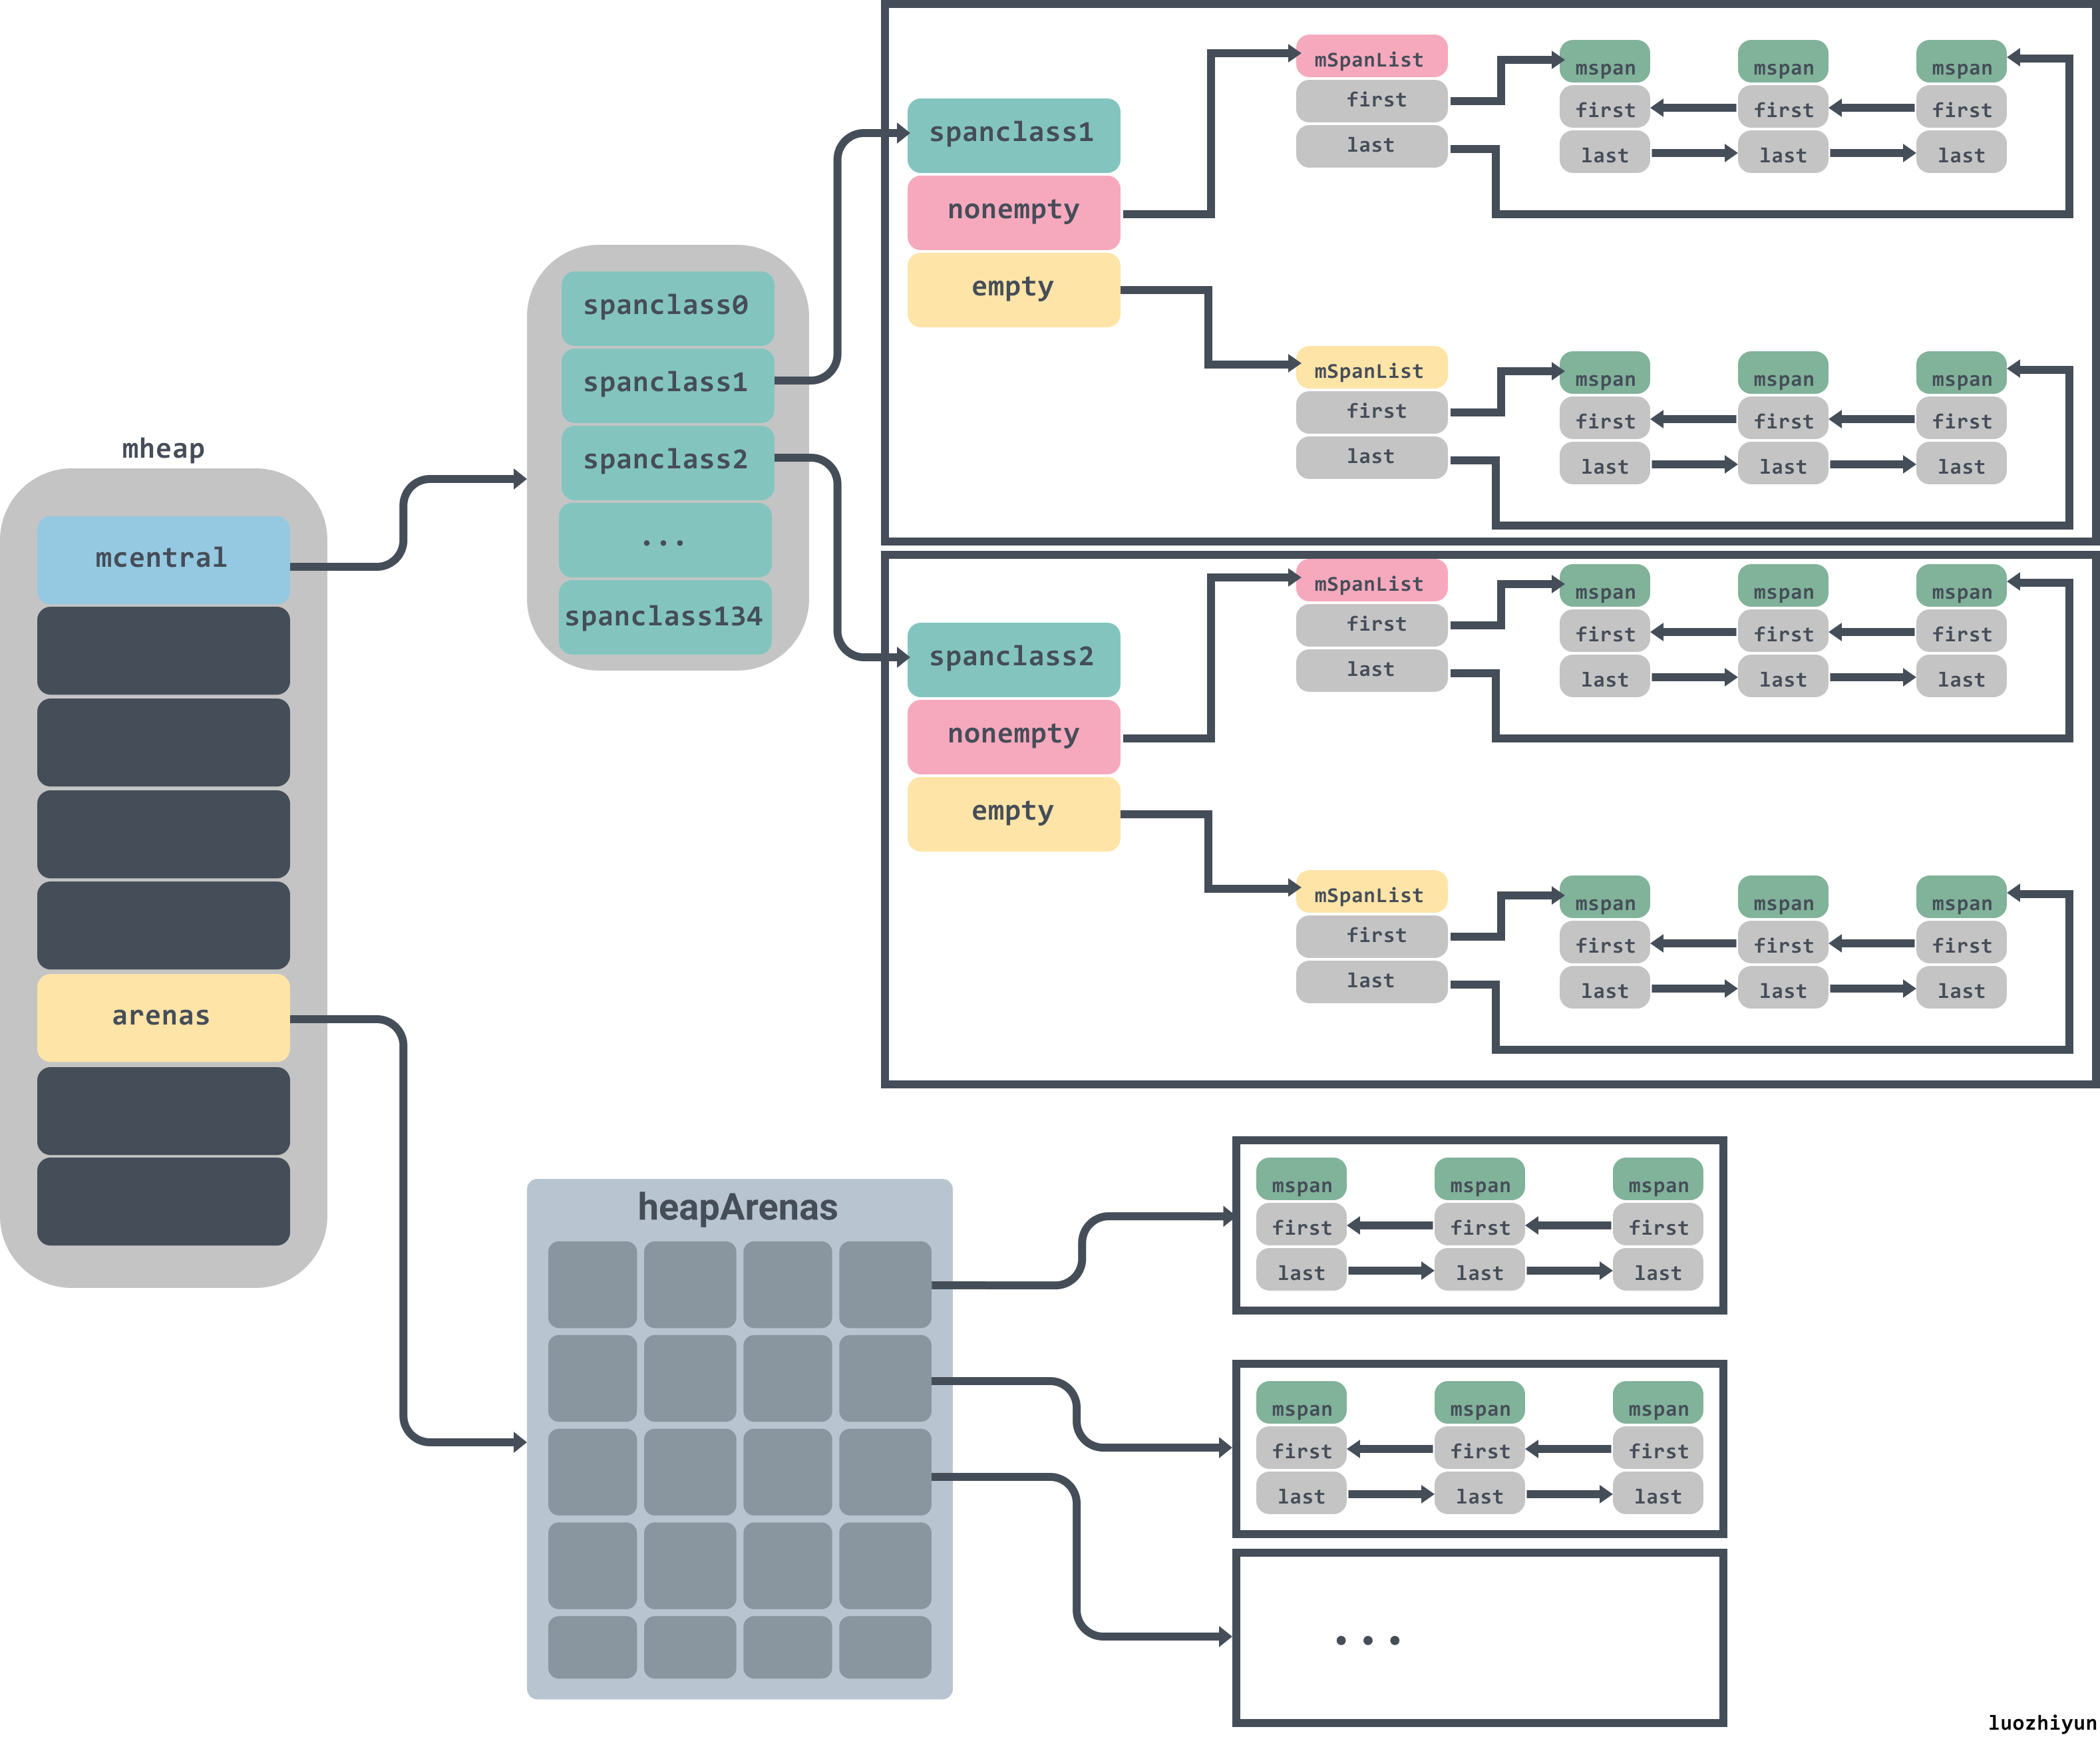 mheap
mcentral
arenas
spanclass0
spanclass1
spanclass2
...
spanclass134
spanclass1
nonempty
empty
mSpanList
first
last
mspan mspan mspan
first first first
last last last
mSpanList
first
last
mspan mspan mspan
first first first
last last last
spanclass2
nonempty
empty
mSpanList
first
last
mspan mspan mspan
first first first
last last last
mSpanList
first
last
mspan mspan mspan
first first first
last last last
heapArenas
mspan mspan mspan
first first first
last last last
mspan mspan mspan
first first first
last last last
...
luozhiyun